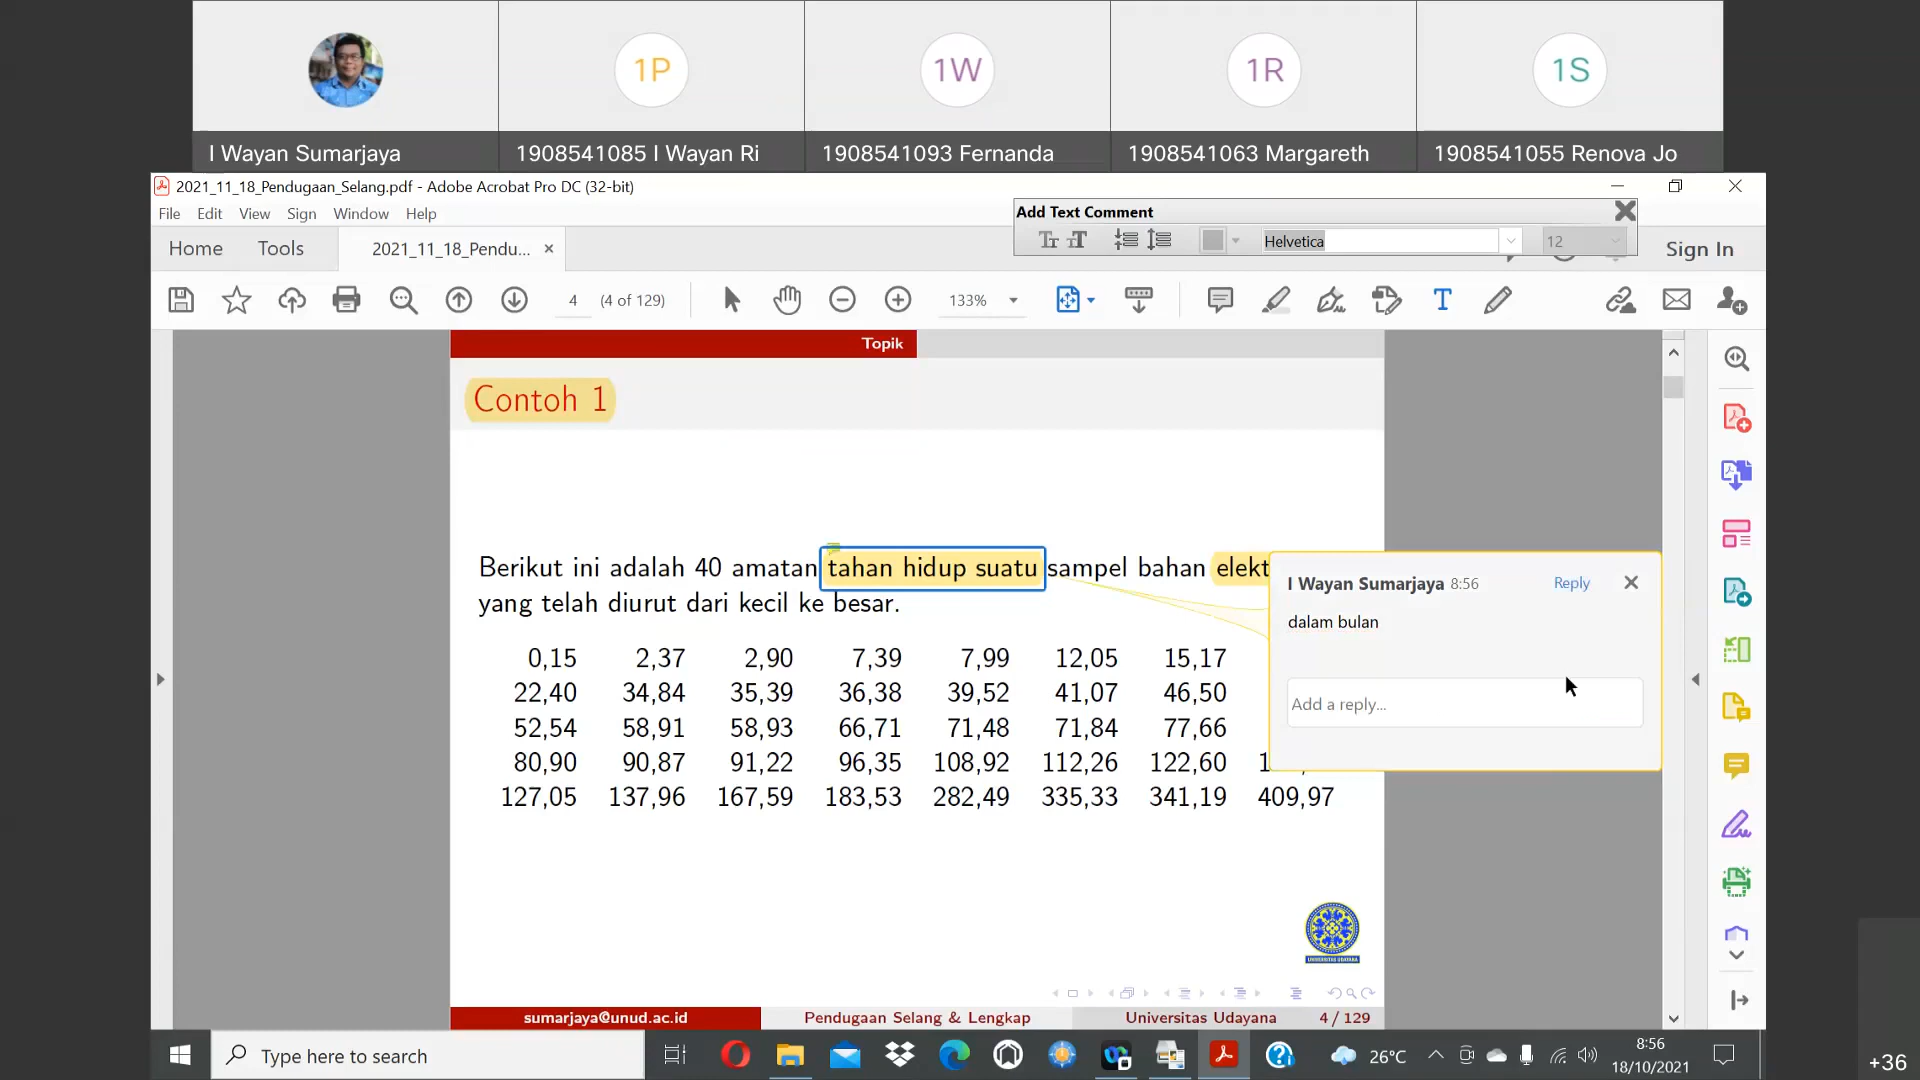 1P
1W
1R
1S
I Wayan Sumarjaya
1908541085 I Wayan Ri
1908541093 Fernanda
1908541063 Margareth
1908541055 Renova Jo
2021_11_18_Pendugaan_Selang.pdf - Adobe Acrobat Pro DC (32-bit)
File Edit View Sign Window Help
Add Text Comment
Helvetica
12
Home
Tools
2021_11_18_Pendu...
Sign In
4
(4 of 129)
133%
Topik
Contoh 1
Berikut ini adalah 40 amatan tahan hidup suatu sampel bahan elekt
yang telah diurut dari kecil ke besar.
0,15 2,37 2,90 7,39 7,99 12,05 15,17
22,40 34,84 35,39 36,38 39,52 41,07 46,50
52,54 58,91 58,93 66,71 71,48 71,84 77,66
80,90 90,87 91,22 96,35 108,92 112,26 122,60
127,05 137,96 167,59 183,53 282,49 335,33 341,19 409,97
I Wayan Sumarjaya 8:56
Reply
dalam bulan
Add a reply...
UNIVERSITAS UDAYANA
sumarjaya@unud.ac.id
Pendugaan Selang & Lengkap
Universitas Udayana
4 / 129
Type here to search
26°C
8:56
18/10/2021
+36